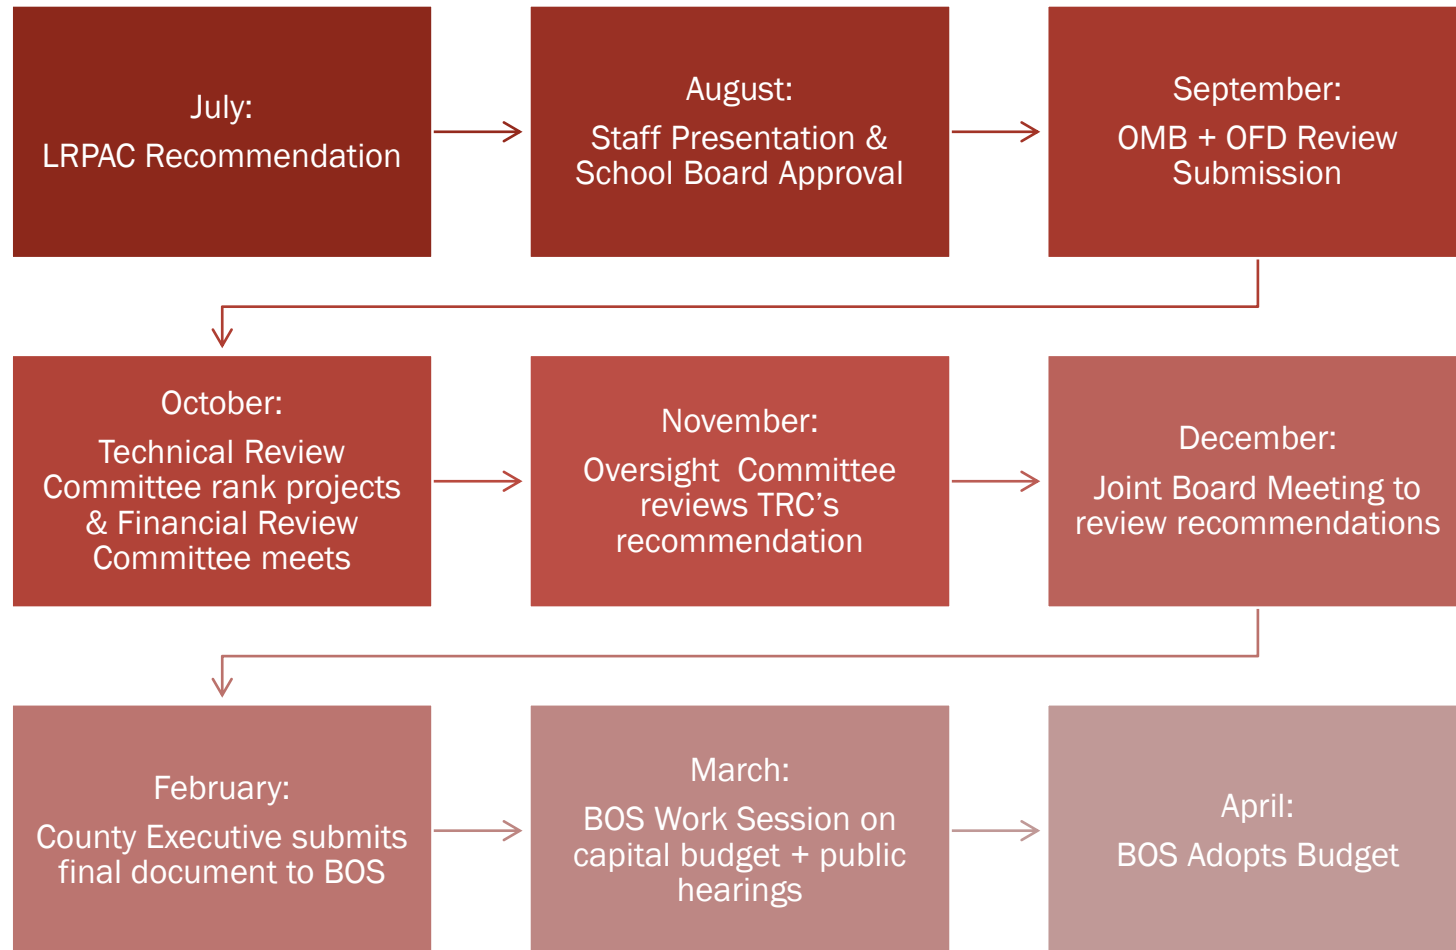 July:
LRPAC Recommendation
August:
Staff Presentation &
School Board Approval
September:
OMB + OFD Review
Submission
October:
Technical Review
Committee rank projects
& Financial Review
Committee meets
November:
Oversight  Committee
reviews TRC’s
recommendation
December:
Joint Board Meeting to
review recommendations
February:
County Executive submits
final document to BOS
March:
BOS Work Session on
capital budget + public
hearings
April:
BOS Adopts Budget